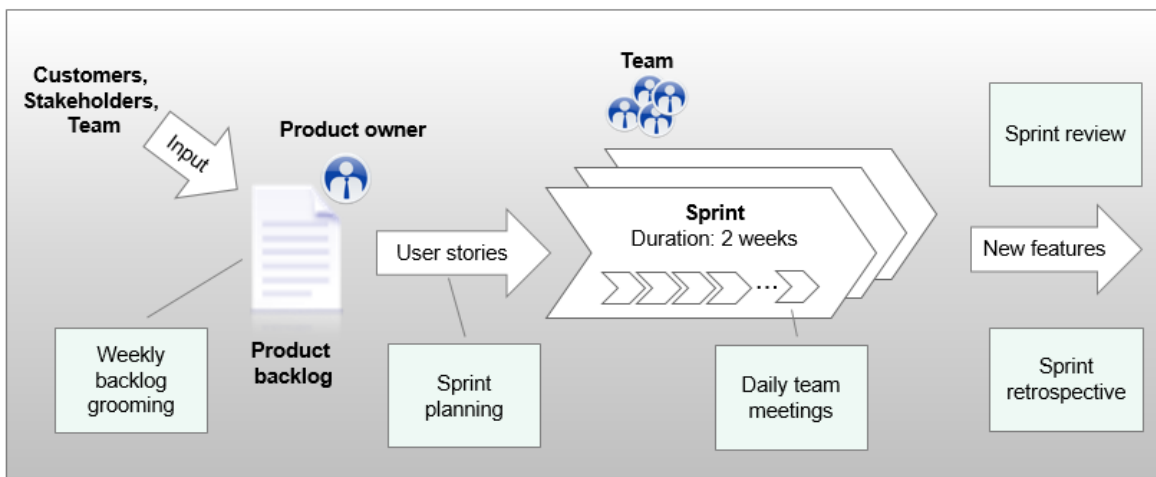 Customers,
Stakeholders,
Team
Input
Product owner
Product
backlog
Weekly
backlog
grooming
User stories
Sprint
planning
Team
Sprint
Duration: 2 weeks
...
Daily team
meetings
Sprint review
New features
Sprint
retrospective